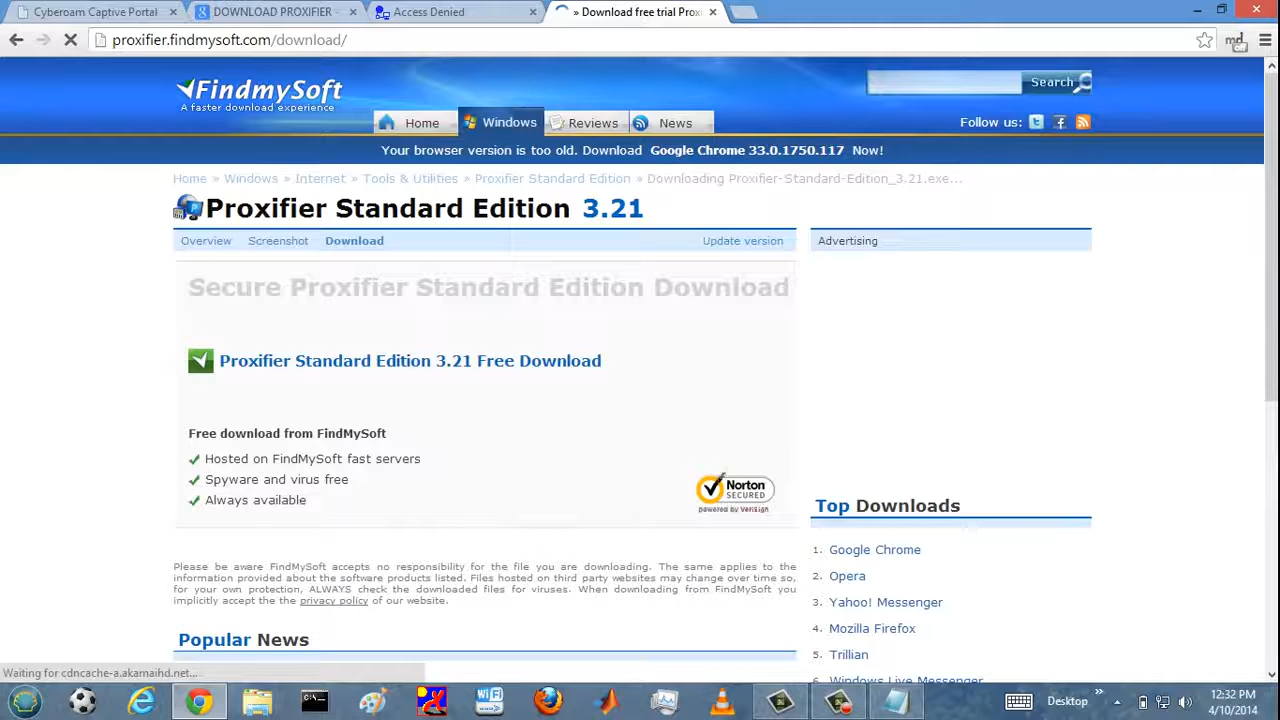 Cyberoam Captive Portal
DOWNLOAD PROXIFIER -
Access Denied
» Download free trial Prox
proxifier.findmysoft.com/download/
FindmySoft
A faster download experience
Search
Home
Windows
Reviews
News
Follow us:
Your browser version is too old. Download Google Chrome 33.0.1750.117 Now!
Home » Windows » Internet » Tools & Utilities » Proxifier Standard Edition » Downloading Proxifier-Standard-Edition_3.21.exe...
Proxifier Standard Edition 3.21
Overview
Screenshot
Download
Update version
Advertising
Secure Proxifier Standard Edition Download
Proxifier Standard Edition 3.21 Free Download
Free download from FindMySoft
Hosted on FindMySoft fast servers
Spyware and virus free
Always available
Norton
SECURED
powered by VeriSign
Top Downloads
1. Google Chrome
2. Opera
3. Yahoo! Messenger
4. Mozilla Firefox
5. Trillian
6. Windows Live Messenger
Please be aware FindMySoft accepts no responsibility for the file you are downloading. The same applies to the
information provided about the software products listed. Files hosted on third party websites may change over time so,
for your own protection, ALWAYS check the downloaded files for viruses. When downloading from FindMySoft you
implicitly accept the the privacy policy of our website.
Popular News
Waiting for cdncache-a.akamaihd.net...
WiFi
Desktop
12:32 PM
4/10/2014